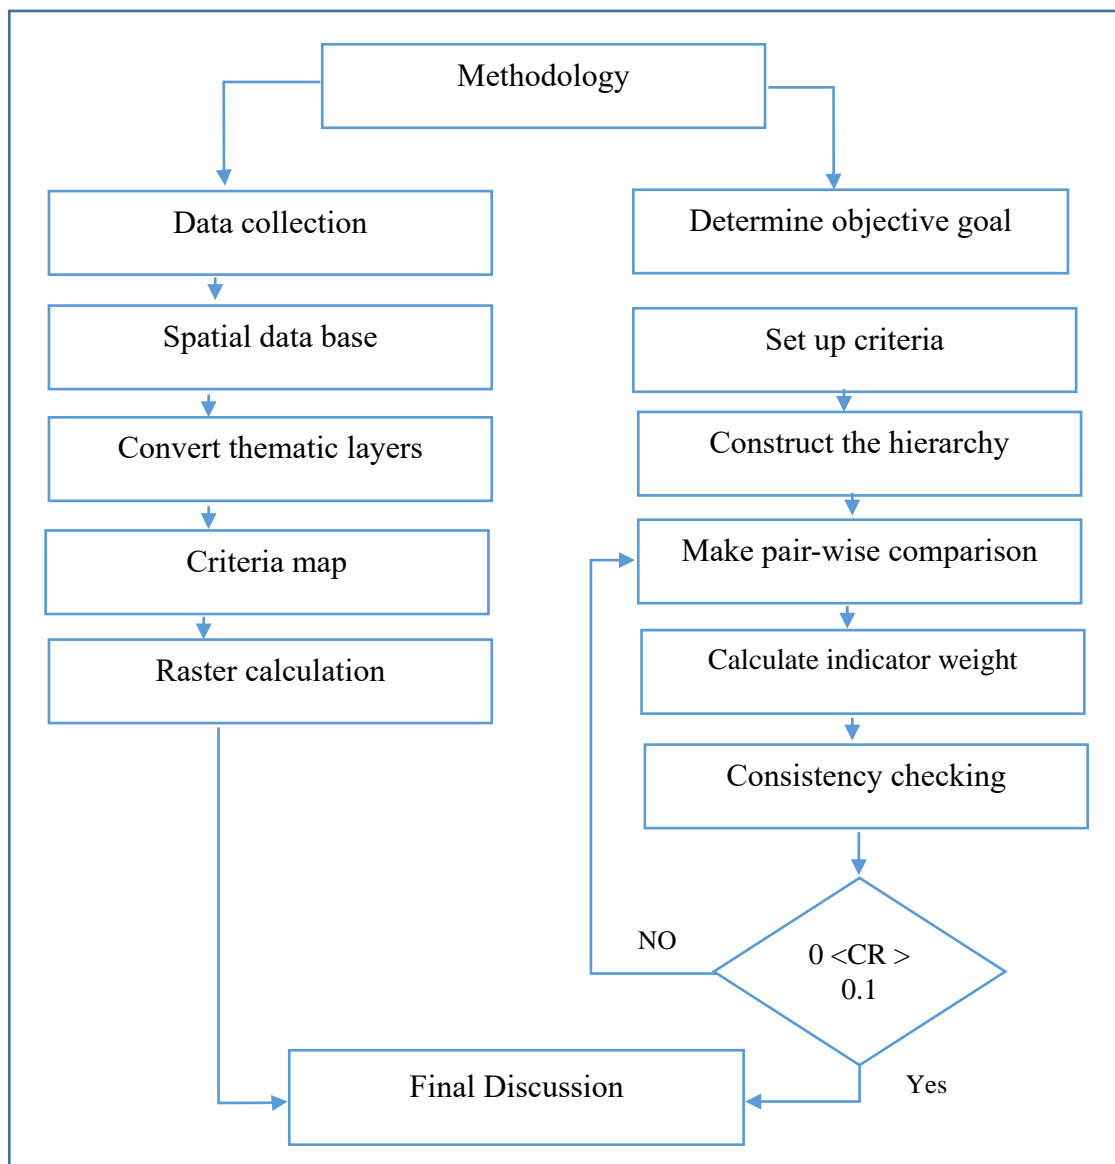 Methodology
Data collection
Spatial data base
Convert thematic layers
Criteria map
Raster calculation
Determine objective goal
Set up criteria
Construct the hierarchy
Make pair-wise comparison
Calculate indicator weight
Consistency checking
NO
0 <CR >
0.1
Yes
Final Discussion